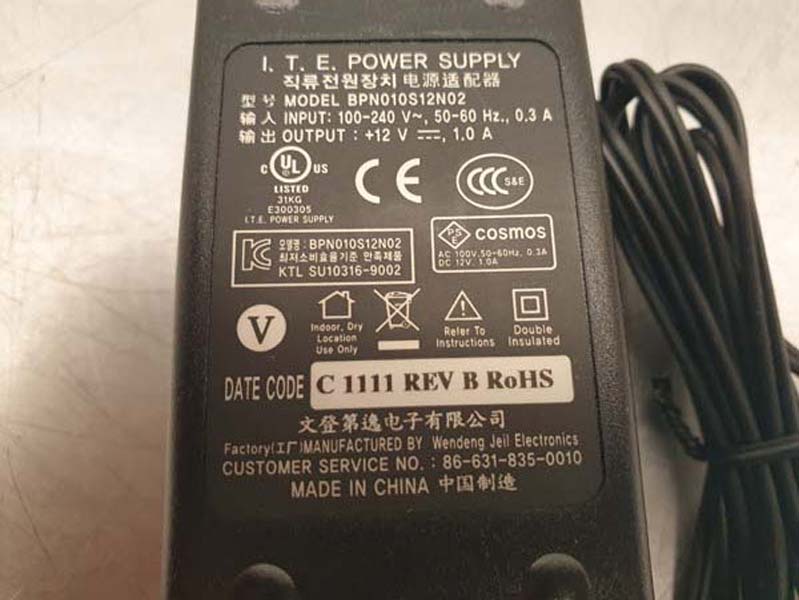 I. T. E. POWER SUPPLY
직류전원장치 电源适配器
型号 MODEL BPN010S12N02
输入 INPUT: 100-240 V~, 50-60 Hz., 0.3 A
输出 OUTPUT : +12 V ⎓, 1.0 A
c UL US
LISTED
31KG
E300305
I.T.E. POWER SUPPLY
CE
CCC S&E
모델명 : BPN010S12N02
최저소비효율기준 만족제품
KTL SU10316-9002
PSE COSMOS
AC 100V,50-60Hz, 0.3A
DC 12V, 1.0A
V
Indoor, Dry
Location
Use Only
Refer To
Instructions
Double
Insulated
DATE CODE C 1111 REV B RoHS
文登第逸电子有限公司
Factory(工厂)MANUFACTURED BY Wendeng Jeil Electronics
CUSTOMER SERVICE NO. : 86-631-835-0010
MADE IN CHINA 中国制造